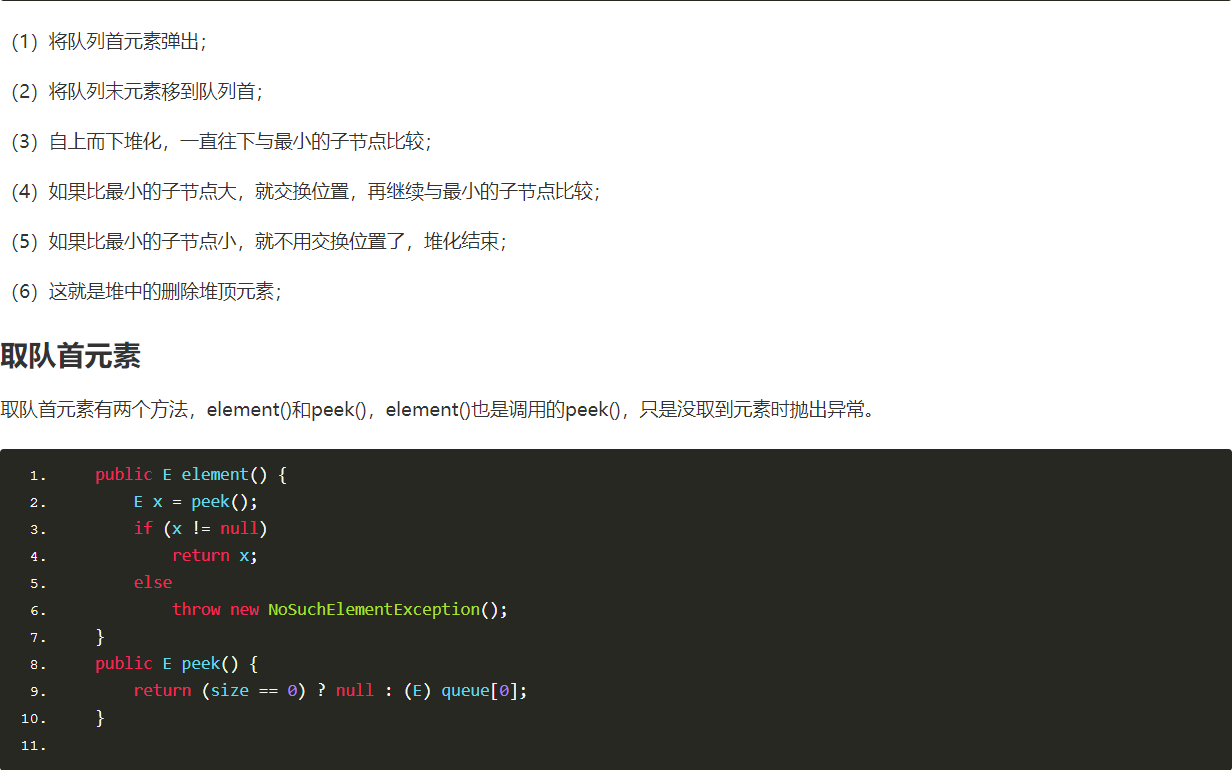 （1）将队列首元素弹出；
（2）将队列末元素移到队列首；
（3）自上而下堆化，一直往下与最小的子节点比较；
（4）如果比最小的子节点大，就交换位置，再继续与最小的子节点比较；
（5）如果比最小的子节点小，就不用交换位置了，堆化结束；
（6）这就是堆中的删除堆顶元素；
取队首元素
取队首元素有两个方法，element()和peek()，element()也是调用的peek()，只是没取到元素时抛出异常。
1.     public E element() {
2.         E x = peek();
3.         if (x != null)
4.             return x;
5.         else
6.             throw new NoSuchElementException();
7.     }
8.     public E peek() {
9.         return (size == 0) ? null : (E) queue[0];
10.     }
11.